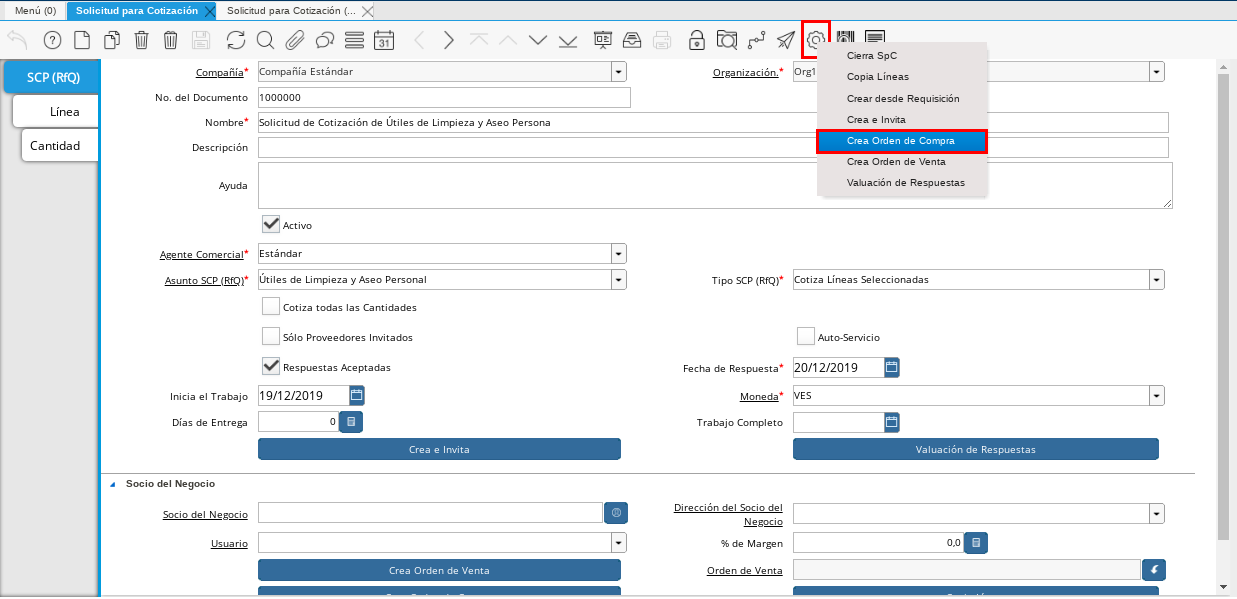 Menú (0)
Solicitud para Cotización
Solicitud para Cotización (...
31
SCP (RfQ)
Línea
Cantidad
Compañía*
Compañía Estándar
Organización.*
Org1
Cierra SpC
Copia Líneas
Crear desde Requisición
Crea e Invita
Crea Orden de Compra
Crea Orden de Venta
Valuación de Respuestas
No. del Documento
1000000
Nombre*
Solicitud de Cotización de Útiles de Limpieza y Aseo Persona
Descripción
Ayuda
Activo
Agente Comercial*
Estándar
Asunto SCP (RfQ)*
Útiles de Limpieza y Aseo Personal
Tipo SCP (RfQ)*
Cotiza Líneas Seleccionadas
Cotiza todas las Cantidades
Sólo Proveedores Invitados
Auto-Servicio
Respuestas Aceptadas
Fecha de Respuesta*
20/12/2019
Inicia el Trabajo
19/12/2019
Moneda*
VES
Días de Entrega
0
Trabajo Completo
Crea e Invita
Valuación de Respuestas
Socio del Negocio
Socio del Negocio
Dirección del Socio del
Negocio
Usuario
% de Margen
0,0
Crea Orden de Venta
Orden de Venta